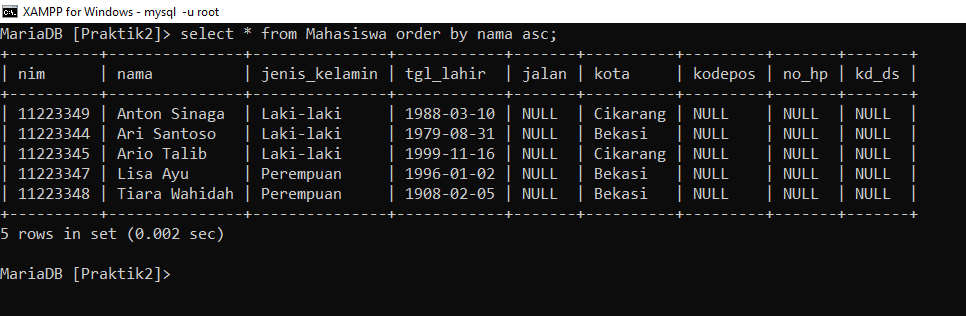 XAMPP for Windows - mysql  -u root
MariaDB [Praktik2]> select * from Mahasiswa order by nama asc;
+----------+---------------+---------------+------------+-------+----------+---------+-------+-------+
| nim      | nama          | jenis_kelamin | tgl_lahir  | jalan | kota     | kodepos | no_hp | kd_ds |
+----------+---------------+---------------+------------+-------+----------+---------+-------+-------+
| 11223349 | Anton Sinaga  | Laki-laki     | 1988-03-10 | NULL  | Cikarang | NULL    | NULL  | NULL  |
| 11223344 | Ari Santoso   | Laki-laki     | 1979-08-31 | NULL  | Bekasi   | NULL    | NULL  | NULL  |
| 11223345 | Ario Talib    | Laki-laki     | 1999-11-16 | NULL  | Cikarang | NULL    | NULL  | NULL  |
| 11223347 | Lisa Ayu      | Perempuan     | 1996-01-02 | NULL  | Bekasi   | NULL    | NULL  | NULL  |
| 11223348 | Tiara Wahidah | Perempuan     | 1908-02-05 | NULL  | Bekasi   | NULL    | NULL  | NULL  |
+----------+---------------+---------------+------------+-------+----------+---------+-------+-------+
5 rows in set (0.002 sec)
MariaDB [Praktik2]>